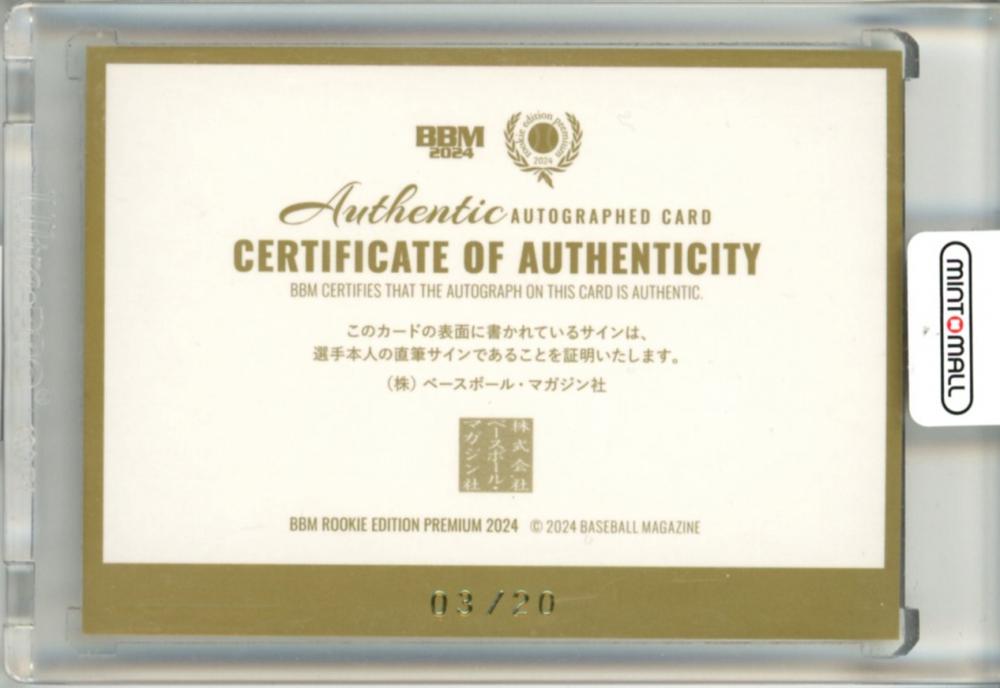 BBM
2024
rookie edition premium
2024
Authentic AUTOGRAPHED CARD
CERTIFICATE OF AUTHENTICITY
BBM CERTIFIES THAT THE AUTOGRAPH ON THIS CARD IS AUTHENTIC.
このカードの表面に書かれているサインは、
選手本人の直筆サインであることを証明いたします。
（株）ベースボール・マガジン社
株式会社
ベースボール・
マガジン社
BBM ROOKIE EDITION PREMIUM 2024 © 2024 BASEBALL MAGAZINE
03/20
MINTOMALL